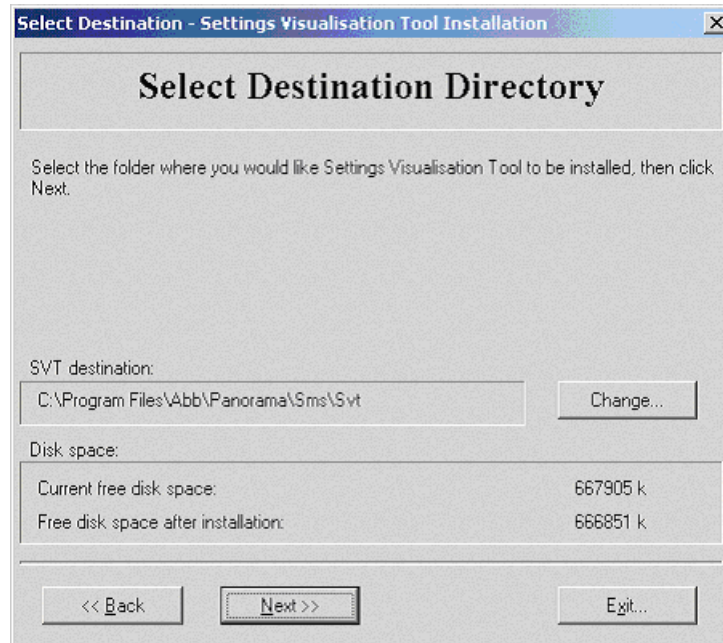 Select Destination - Settings Visualisation Tool Installation
Select Destination Directory
Select the folder where you would like Settings Visualisation Tool to be installed, then click
Next.
SVT destination:
C:\Program Files\Abb\Panorama\Sms\Svt
Change...
Disk space:
Current free disk space: 667905 k
Free disk space after installation: 666851 k
<< Back
Next >>
Exit...